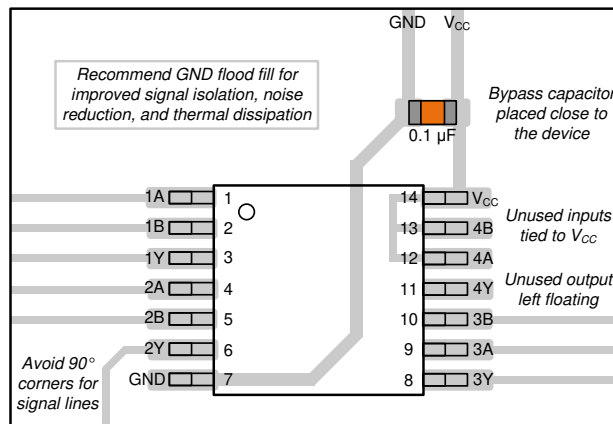 GND VCC
Recommend GND flood fill for
improved signal isolation, noise
reduction, and thermal dissipation
Bypass capacitor
placed close to
the device
0.1 µF
1A 1 14 VCC
1B 2 13 4B
1Y 3 12 4A
2A 4 11 4Y
2B 5 10 3B
2Y 6 9 3A
GND 7 8 3Y
Unused inputs
tied to VCC
Unused output
left floating
Avoid 90°
corners for
signal lines